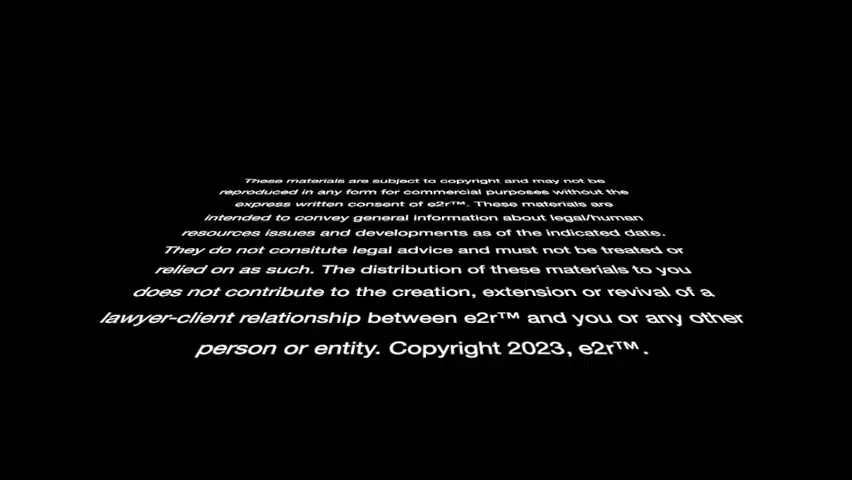 These materials are subject to copyright and may not be
reproduced in any form for commercial purposes without the
express written consent of e2r™. These materials are
intended to convey general information about legal/human
resources issues and developments as of the indicated date.
They do not consitute legal advice and must not be treated or
relied on as such. The distribution of these materials to you
does not contribute to the creation, extension or revival of a
lawyer-client relationship between e2r™ and you or any other
person or entity. Copyright 2023, e2r™.